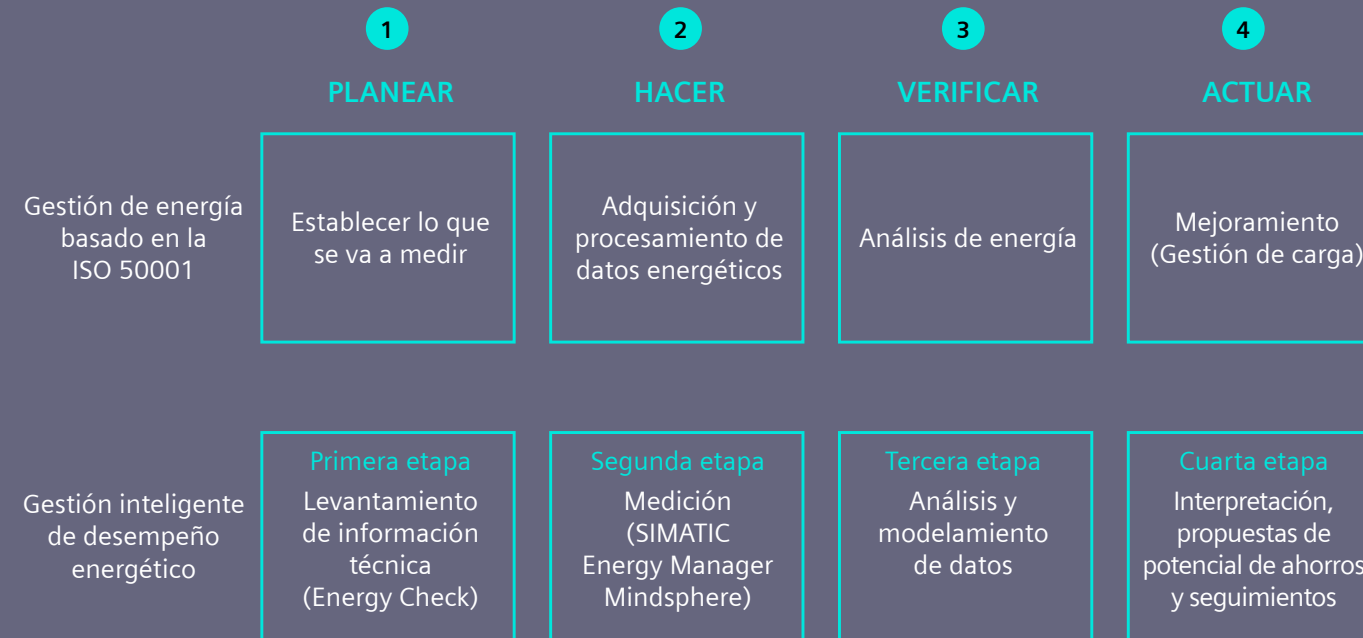 1
2
3
4
PLANEAR
HACER
VERIFICAR
ACTUAR
Gestión de energía
basado en la
ISO 50001
Establecer lo que
se va a medir
Adquisición y
procesamiento de
datos energéticos
Análisis de energía
Mejoramiento
(Gestión de carga)
Gestión inteligente
de desempeño
energético
Primera etapa
Levantamiento
de información
técnica
(Energy Check)
Segunda etapa
Medición
(SIMATIC
Energy Manager
Mindsphere)
Tercera etapa
Análisis y
modelamiento
de datos
Cuarta etapa
Interpretación,
propuestas de
potencial de ahorros
y seguimientos